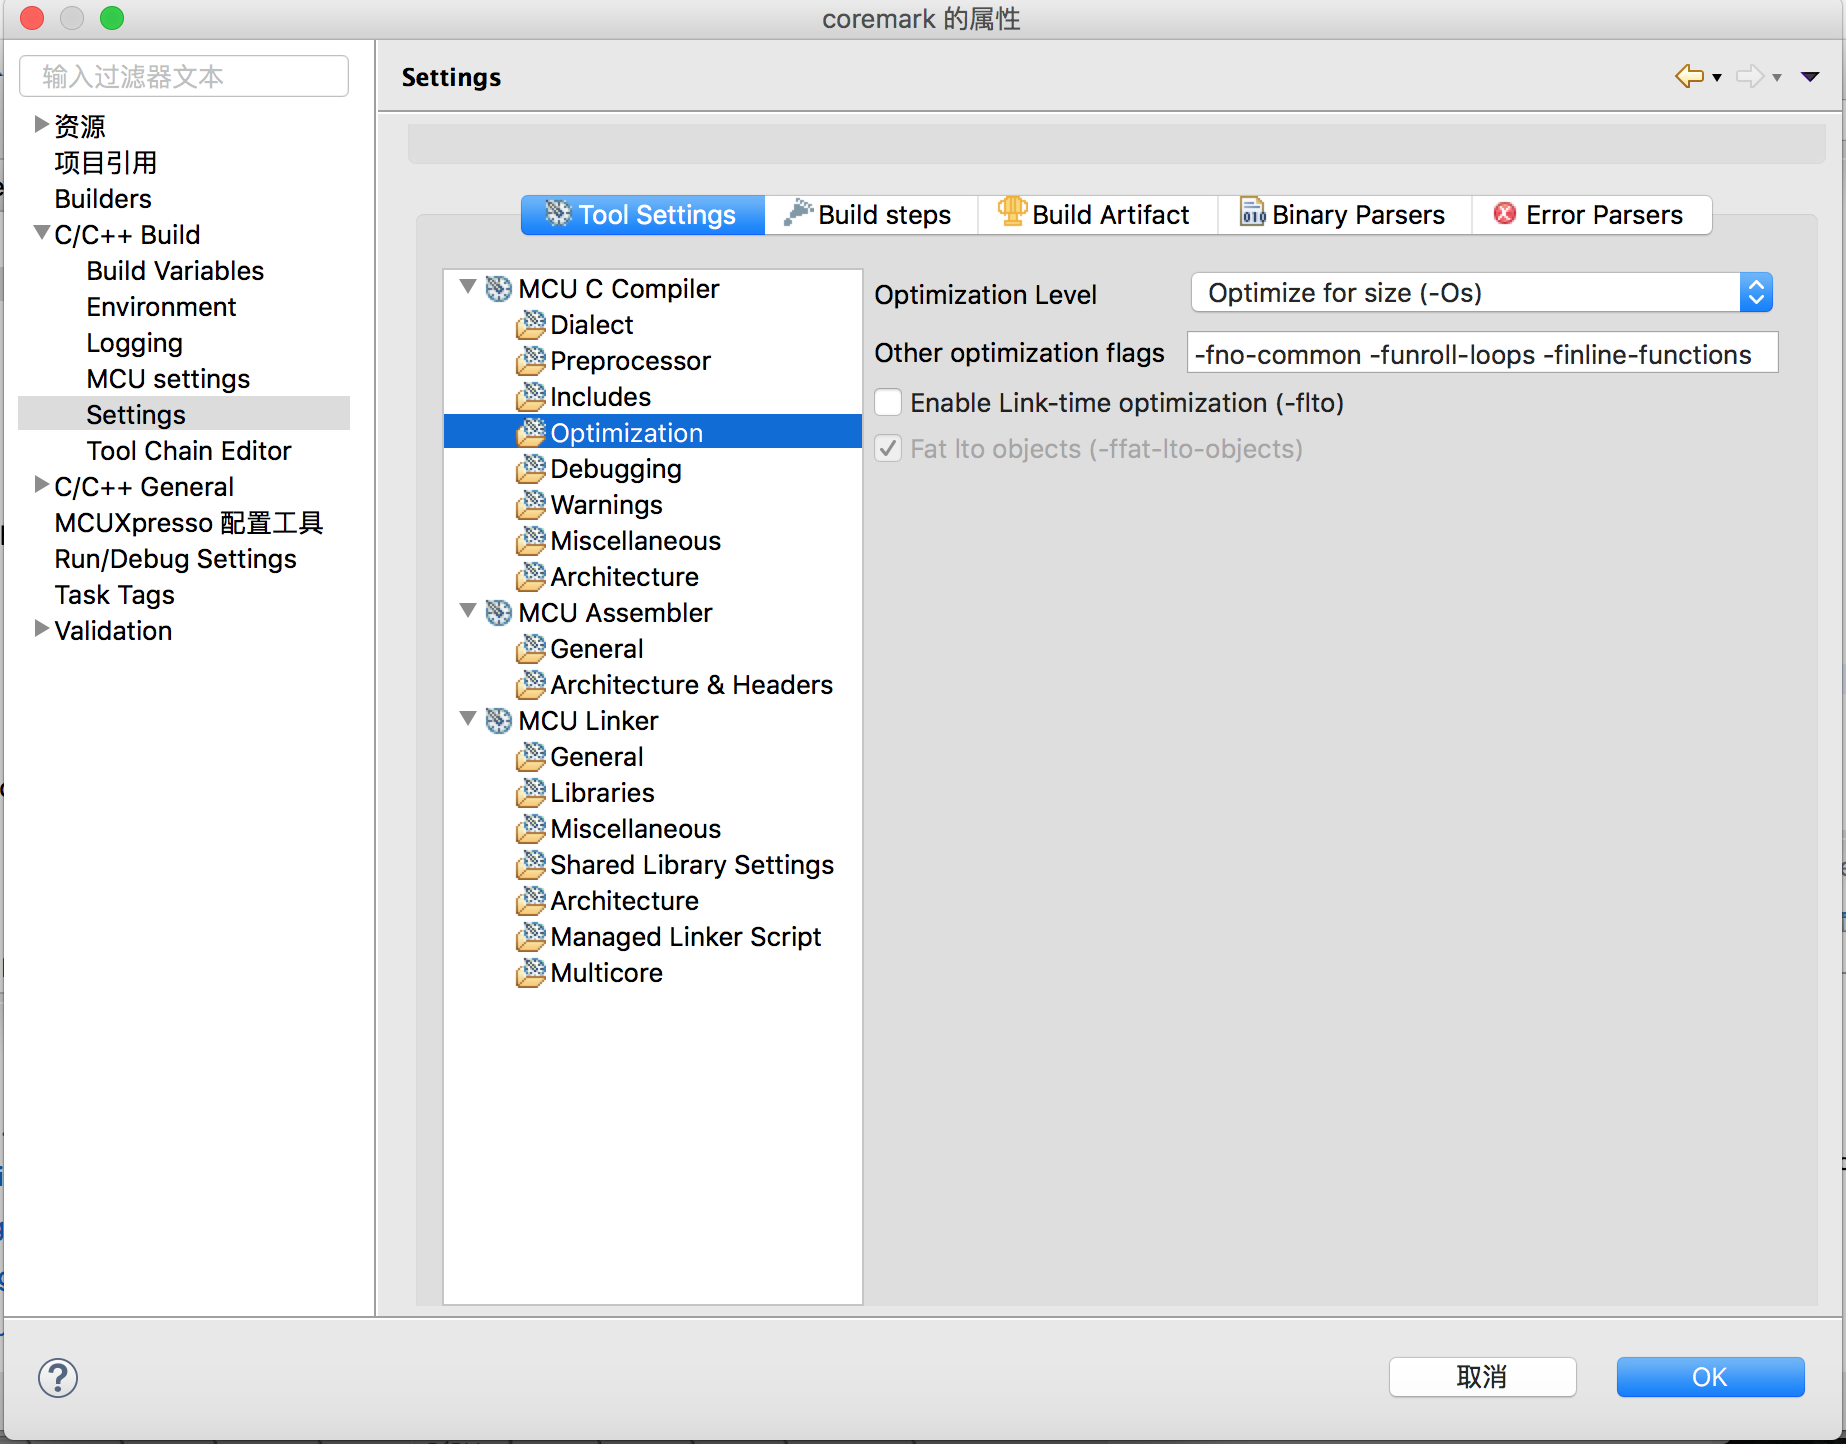 coremark 的属性
输入过滤器文本
资源
项目引用
Builders
C/C++ Build
Build Variables
Environment
Logging
MCU settings
Settings
Tool Chain Editor
C/C++ General
MCUXpresso 配置工具
Run/Debug Settings
Task Tags
Validation
Settings
Tool Settings
Build steps
Build Artifact
Binary Parsers
Error Parsers
MCU C Compiler
Dialect
Preprocessor
Includes
Optimization
Debugging
Warnings
Miscellaneous
Architecture
MCU Assembler
General
Architecture & Headers
MCU Linker
General
Libraries
Miscellaneous
Shared Library Settings
Architecture
Managed Linker Script
Multicore
Optimization Level
Optimize for size (-Os)
Other optimization flags
-fno-common -funroll-loops -finline-functions
Enable Link-time optimization (-flto)
Fat lto objects (-ffat-lto-objects)
取消
OK